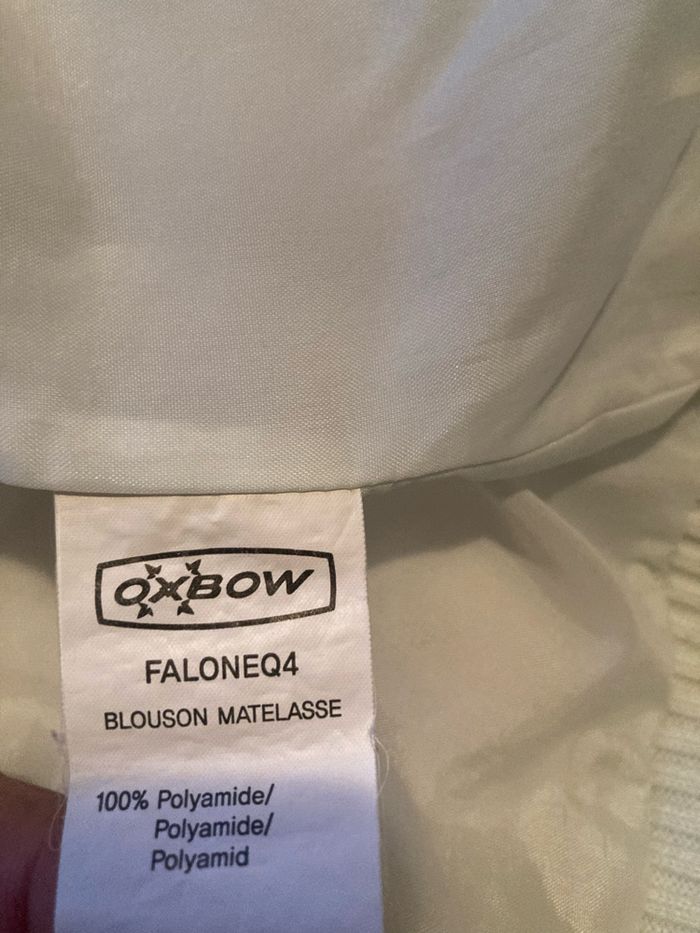 OXBOW
FALONEQ4
BLOUSON MATELASSE
100% Polyamide/
Polyamide/
Polyamid